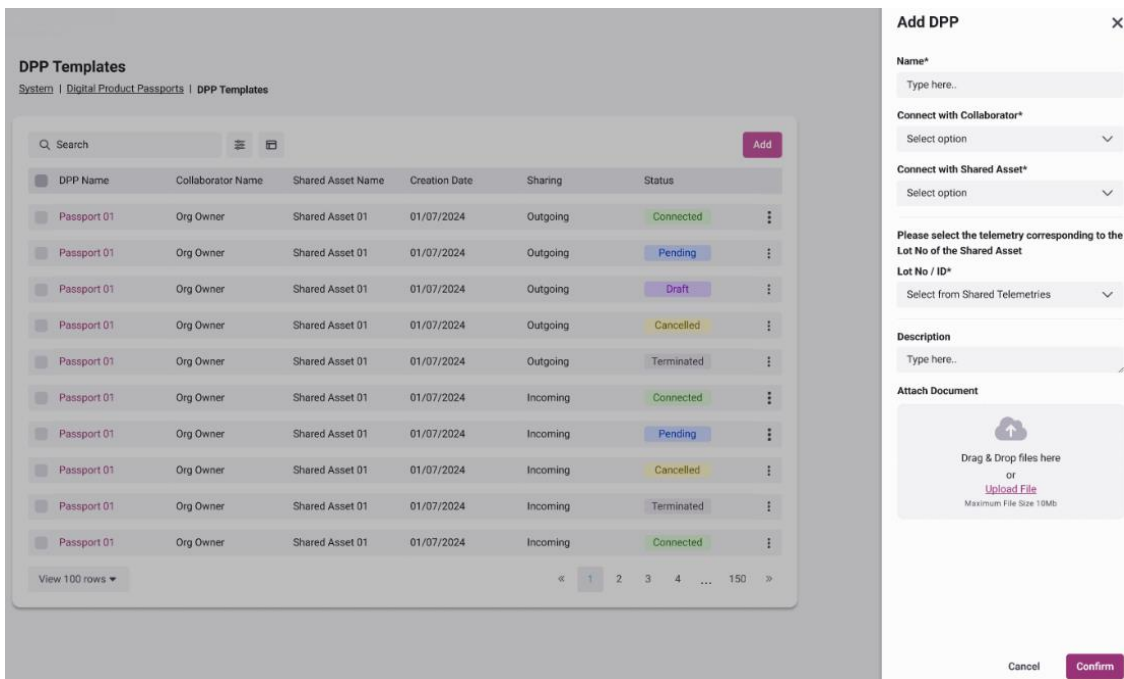 DPP Templates
System | Digital Product Passports | DPP Templates
Search
Add
DPP Name Collaborator Name Shared Asset Name Creation Date Sharing Status
Passport 01 Org Owner Shared Asset 01 01/07/2024 Outgoing Connected
Passport 01 Org Owner Shared Asset 01 01/07/2024 Outgoing Pending
Passport 01 Org Owner Shared Asset 01 01/07/2024 Outgoing Draft
Passport 01 Org Owner Shared Asset 01 01/07/2024 Outgoing Cancelled
Passport 01 Org Owner Shared Asset 01 01/07/2024 Outgoing Terminated
Passport 01 Org Owner Shared Asset 01 01/07/2024 Incoming Connected
Passport 01 Org Owner Shared Asset 01 01/07/2024 Incoming Pending
Passport 01 Org Owner Shared Asset 01 01/07/2024 Incoming Cancelled
Passport 01 Org Owner Shared Asset 01 01/07/2024 Incoming Terminated
Passport 01 Org Owner Shared Asset 01 01/07/2024 Incoming Connected
View 100 rows
« 1 2 3 4 ... 150 »
Add DPP
Name*
Type here..
Connect with Collaborator*
Select option
Connect with Shared Asset*
Select option
Please select the telemetry corresponding to the
Lot No of the Shared Asset
Lot No / ID*
Select from Shared Telemetries
Description
Type here..
Attach Document
Drag & Drop files here
or
Upload File
Maximum File Size 10Mb
Cancel
Confirm